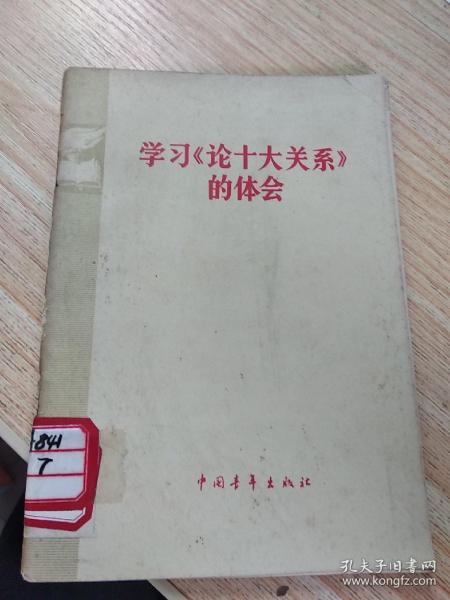 学习《论十大关系》
的体会
841
7
中国青年出版社
孔夫子旧书网
www.kongfz.com